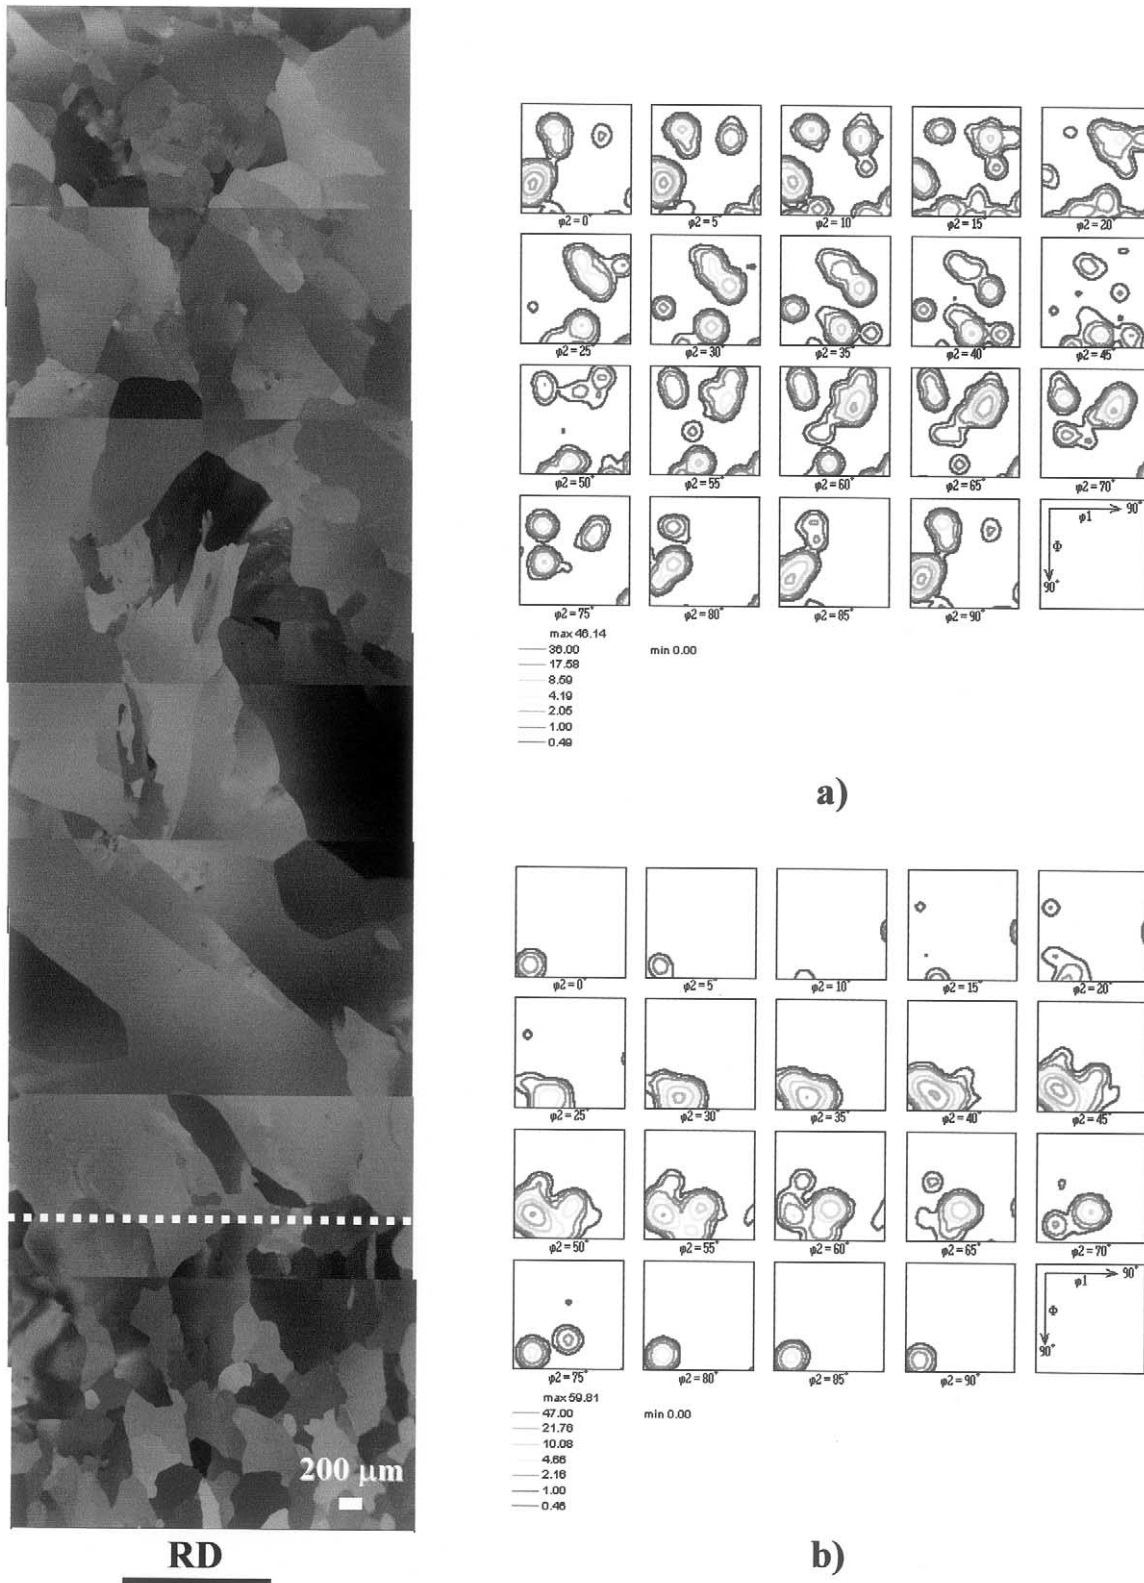 φ2 = 0° φ2 = 5° φ2 = 10° φ2 = 15° φ2 = 20°
φ2 = 25° φ2 = 30° φ2 = 35° φ2 = 40° φ2 = 45°
φ2 = 50° φ2 = 55° φ2 = 60° φ2 = 65° φ2 = 70°
φ1 90°
Φ
90°
φ2 = 75° φ2 = 80° φ2 = 85° φ2 = 90°
max 46.14
36.00 min 0.00
17.58
8.59
4.19
2.05
1.00
0.49
a)
φ2 = 0° φ2 = 5° φ2 = 10° φ2 = 15° φ2 = 20°
φ2 = 25° φ2 = 30° φ2 = 35° φ2 = 40° φ2 = 45°
φ2 = 50° φ2 = 55° φ2 = 60° φ2 = 65° φ2 = 70°
φ1 90°
Φ
90°
φ2 = 75° φ2 = 80° φ2 = 85° φ2 = 90°
max 59.81
47.00 min 0.00
21.76
10.08
4.66
2.16
1.00
0.46
b)
200 μm
RD